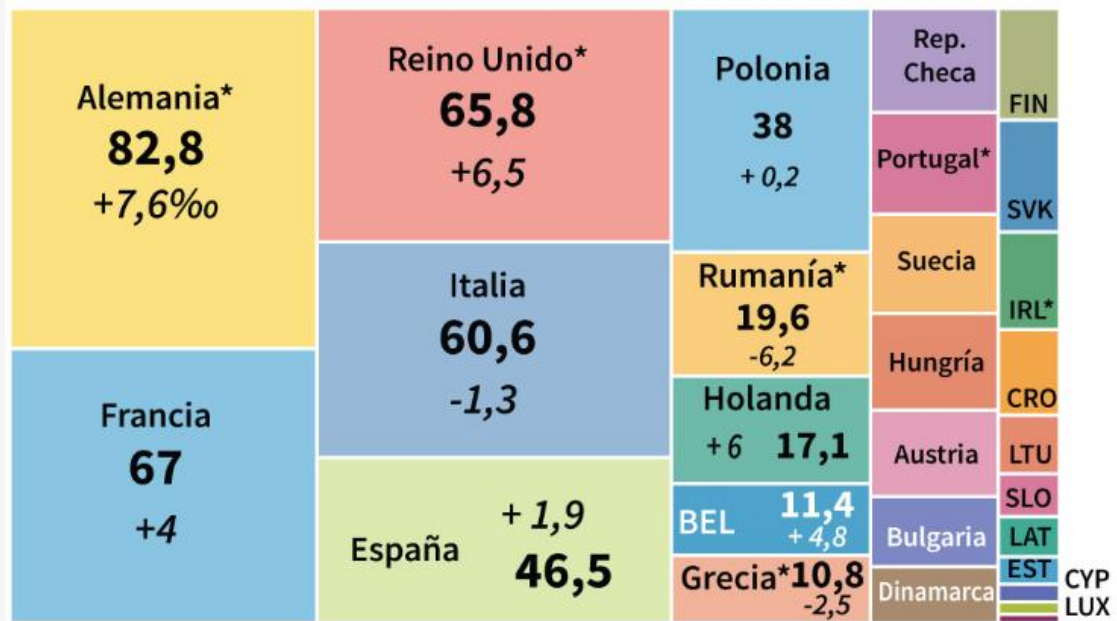 Alemania*
82,8
+7,6‰
Francia
67
+4
Reino Unido*
65,8
+6,5
Italia
60,6
-1,3
España
+ 1,9
46,5
Polonia
38
+ 0,2
Rumanía*
19,6
-6,2
Holanda
+ 6 17,1
BEL 11,4
+ 4,8
Grecia* 10,8
-2,5
Rep.
Checa
Portugal*
Suecia
Hungría
Austria
Bulgaria
Dinamarca
FIN
SVK
IRL*
CRO
LTU
SLO
LAT
EST
CYP
LUX